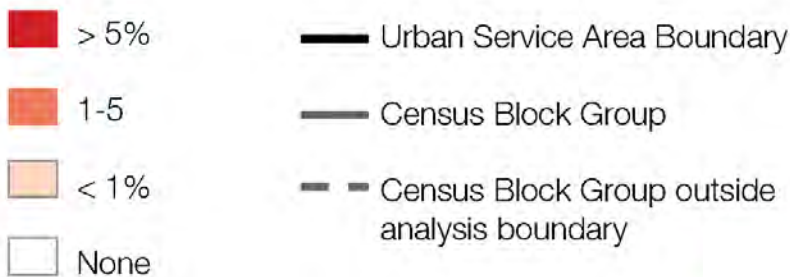 > 5%
1-5
< 1%
None
Urban Service Area Boundary
Census Block Group
Census Block Group outside
analysis boundary